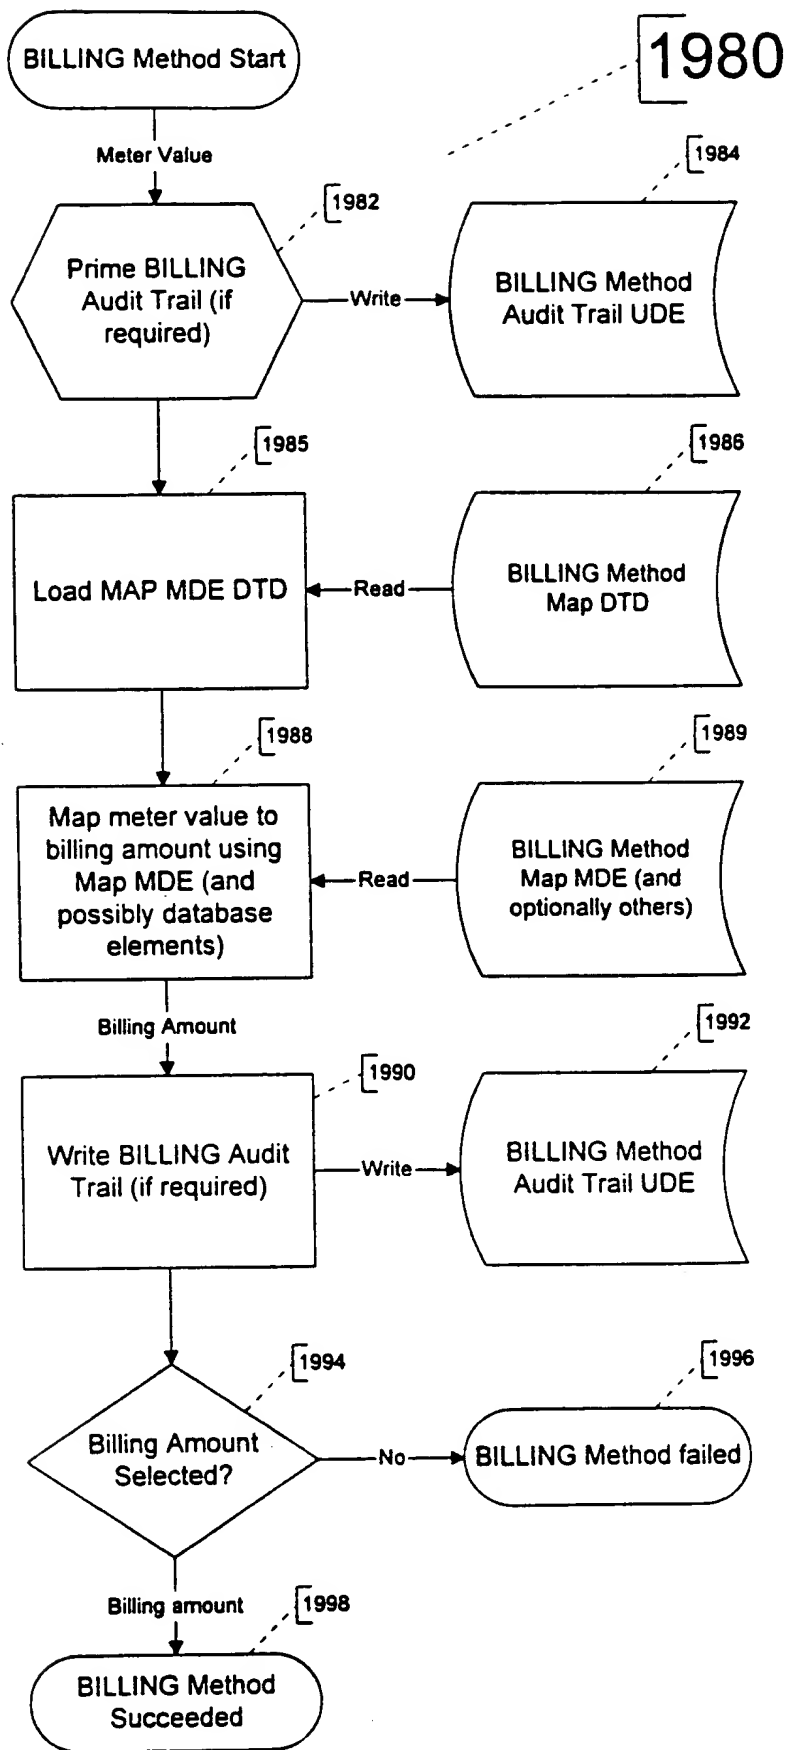 BILLING Method Start
1980
Meter Value
1984
1982
Prime BILLING
Audit Trail (if
required)
Write
BILLING Method
Audit Trail UDE
1985
1986
Load MAP MDE DTD
Read
BILLING Method
Map DTD
1988
1989
Map meter value to
billing amount using
Map MDE (and
possibly database
elements)
Read
BILLING Method
Map MDE (and
optionally others)
Billing Amount
1992
1990
Write BILLING Audit
Trail (if required)
Write
BILLING Method
Audit Trail UDE
1994
1996
Billing Amount
Selected?
No
BILLING Method failed
Billing amount
1998
BILLING Method
Succeeded